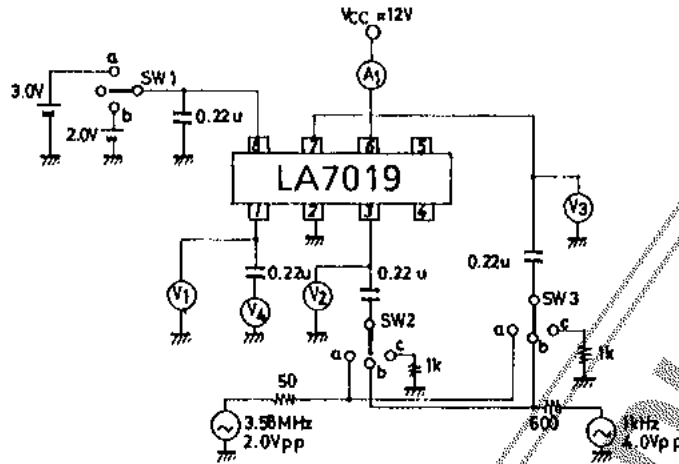 VCC=12V
A1
a
SW1
3.0V
b
2.0V
0.22u
8 7 6 5
LA7019
1 2 3 4
V3
0.22u
0.22u
0.22u
V1
V4
V2
SW3
SW2
a
b
c
1k
a
b
c
1k
50
600
3.58MHz
2.0Vpp
1kHz
4.0Vpp